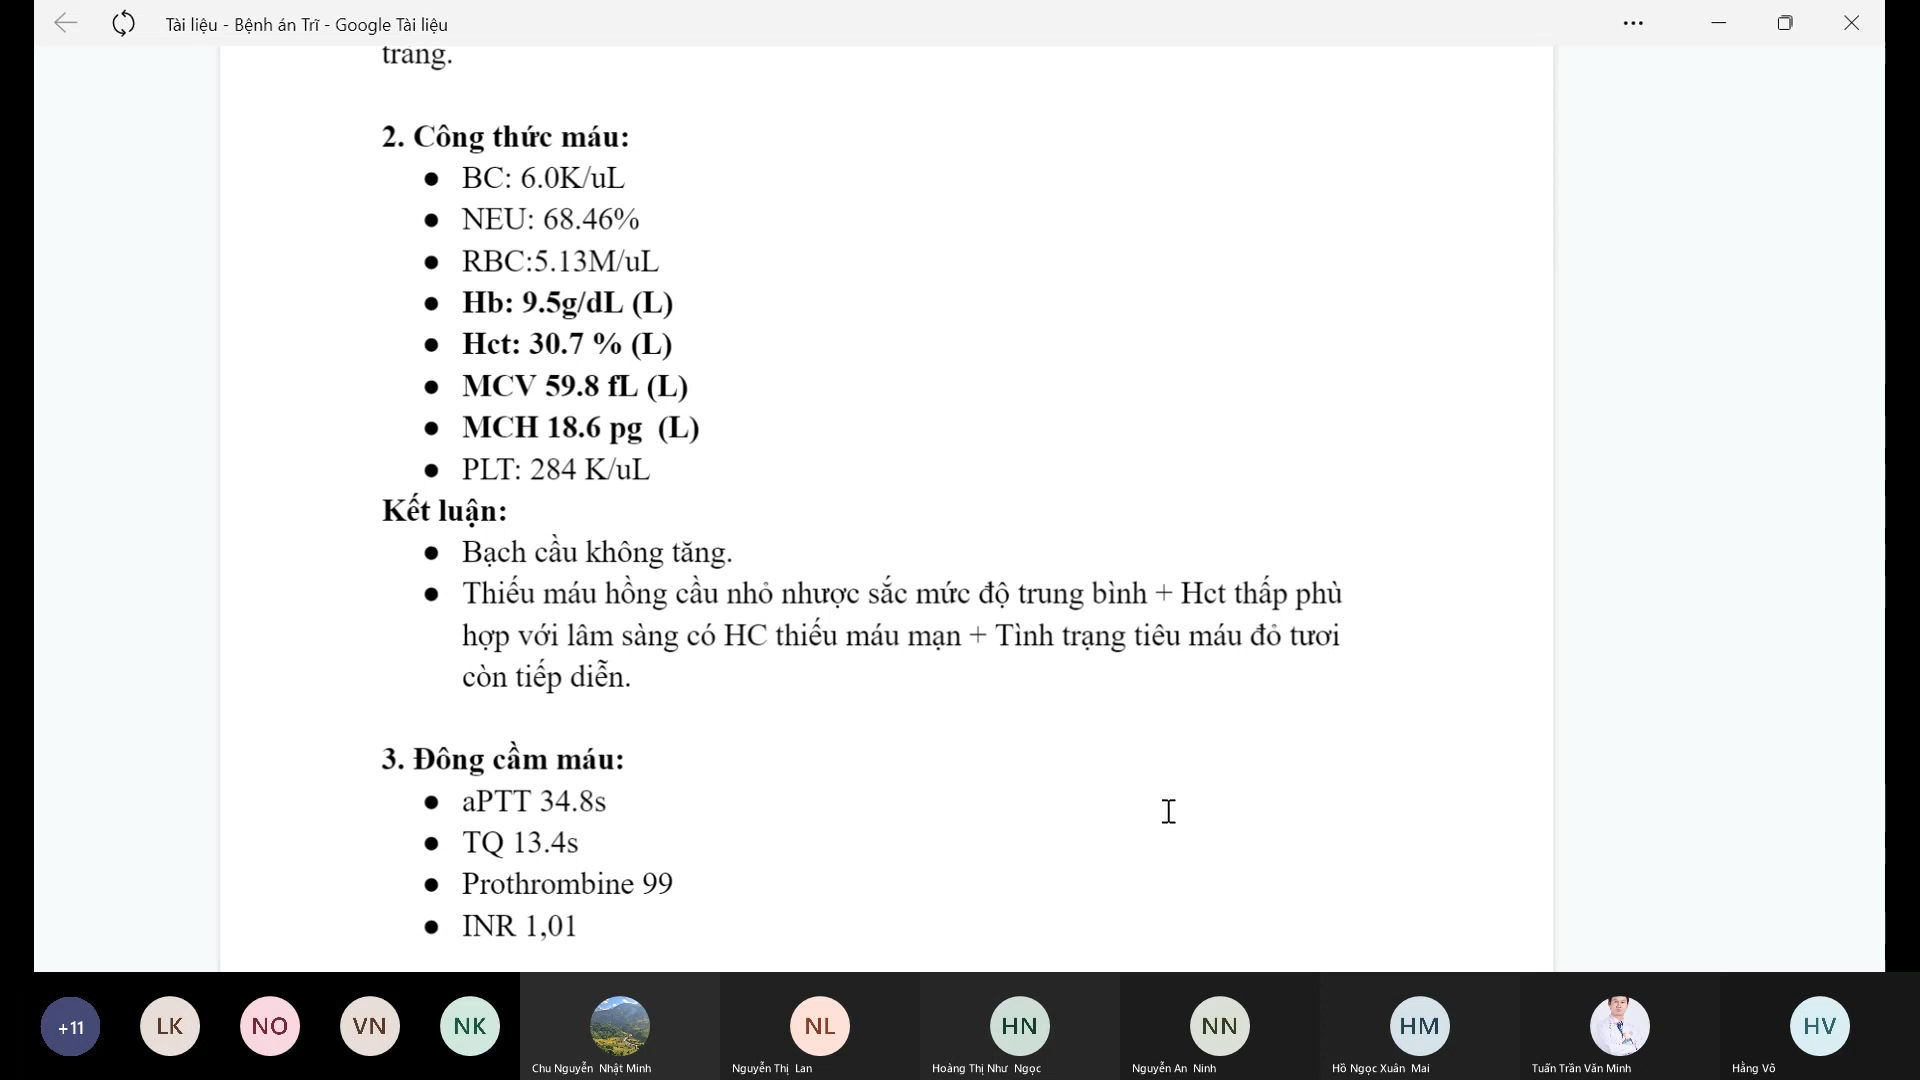 Tài liệu - Bệnh án Trĩ - Google Tài liệu
trạng.
2. Công thức máu:
● BC: 6.0K/uL
● NEU: 68.46%
● RBC:5.13M/uL
● Hb: 9.5g/dL (L)
● Hct: 30.7 % (L)
● MCV 59.8 fL (L)
● MCH 18.6 pg (L)
● PLT: 284 K/uL
Kết luận:
● Bạch cầu không tăng.
● Thiếu máu hồng cầu nhỏ nhược sắc mức độ trung bình + Hct thấp phù
hợp với lâm sàng có HC thiếu máu mạn + Tình trạng tiêu máu đỏ tươi
còn tiếp diễn.
3. Đông cầm máu:
● aPTT 34.8s
● TQ 13.4s
● Prothrombine 99
● INR 1,01
+11
LK
NO
VN
NK
NL
HN
NN
HM
HV
Chu Nguyễn Nhật Minh
Nguyễn Thị Lan
Hoàng Thị Như Ngọc
Nguyễn An Ninh
Hồ Ngọc Xuân Mai
Tuấn Trần Văn Minh
Hằng Võ